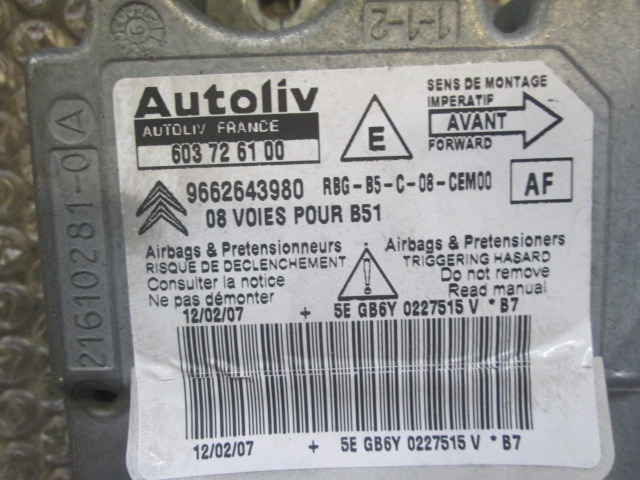 1-1-2
Autoliv
AUTOLIV FRANCE
603 72 61 00
E
SENS DE MONTAGE
IMPERATIF
AVANT
FORWARD
9662643980 RBG-B5-C-08-CEM00
AF
08 VOIES POUR B51
Airbags & Pretensionneurs
RISQUE DE DECLENCHEMENT
Consulter la notice
Ne pas démonter
!
Airbags & Pretensioners
TRIGGERING HASARD
Do not remove
Read manual
12/02/07 + 5E GB6Y 0227515 V * B7
12/02/07 + 5E GB6Y 0227515 V * B7
21610281-0 A